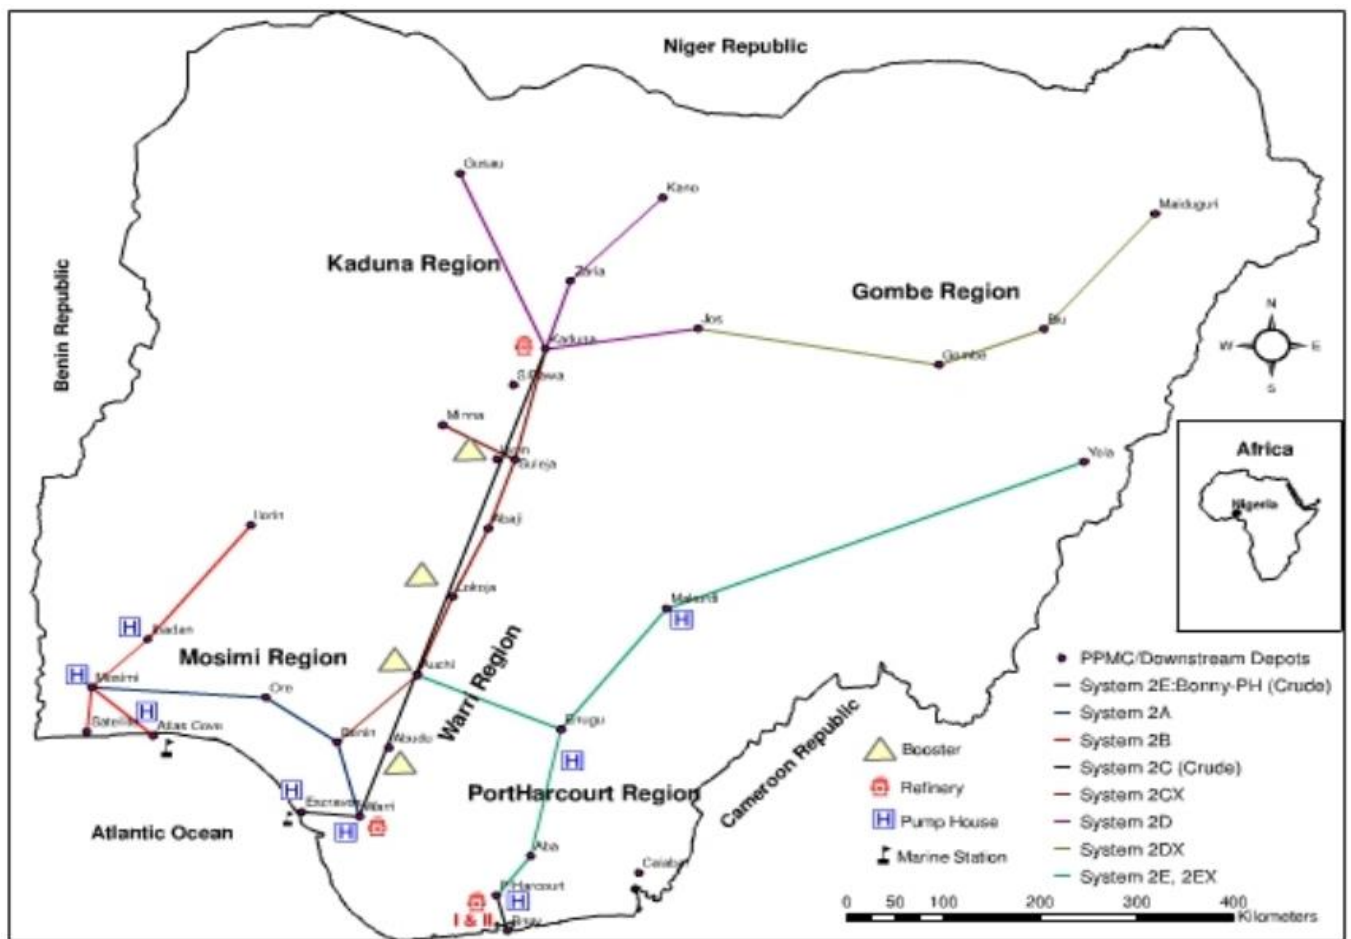 Niger Republic
Gusau
Kano
Maiduguri
Kaduna Region
Zaria
Gombe Region
Benin Republic
Jos
Biu
Kaduna
Gombe
N
W
E
S
Minna
Suleja
Yola
Africa
Nigeria
Abaji
Ilorin
Lokoja
Makurdi
Ibadan
Mosimi Region
Auchi
Warri Region
Mosimi
Ore
Enugu
Satellite
Atlas Cove
Benin
Abudu
PortHarcourt Region
Cameroon Republic
Escravos
Warri
Atlantic Ocean
Aba
Calabar
P.Harcourt
I & II
H
H
H
H
H
H
H
H
PPMC/Downstream Depots
System 2E:Bonny-PH (Crude)
System 2A
System 2B
System 2C (Crude)
System 2CX
System 2D
System 2DX
System 2E, 2EX
Booster
Refinery
H Pump House
Marine Station
0 50 100 200 300 400
Kilometers